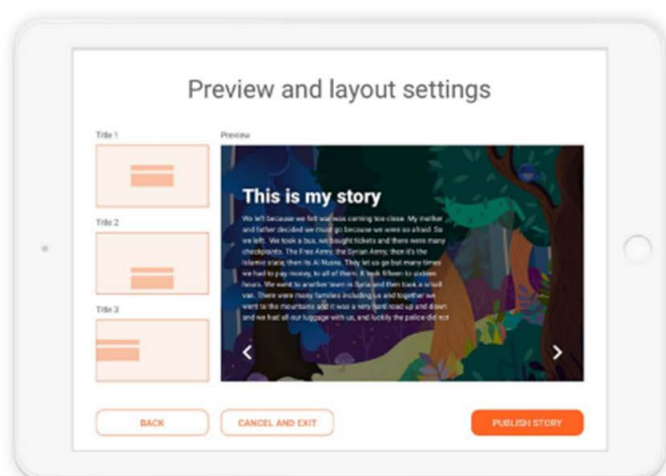 Preview and layout settings
Title 1
Preview
This is my story
We left because we felt war was coming too close. My mother
and father decided we must go because we were so afraid. So
we left. We took a bus, we bought tickets and there were many
checkpoints. The Free Army, the Syrian Army, then it's the
Islamic state, then its Al Nusra. They let us go but many times
we had to pay money, to all of them. It took fifteen to sixteen
hours. We went to another town in Syria and then took a small
van. There were many families including us and together we
went to the mountains and it was a very hard road up and down
and we had all our luggage with us, and luckily the police did not
Title 2
Title 3
BACK
CANCEL AND EXIT
PUBLISH STORY